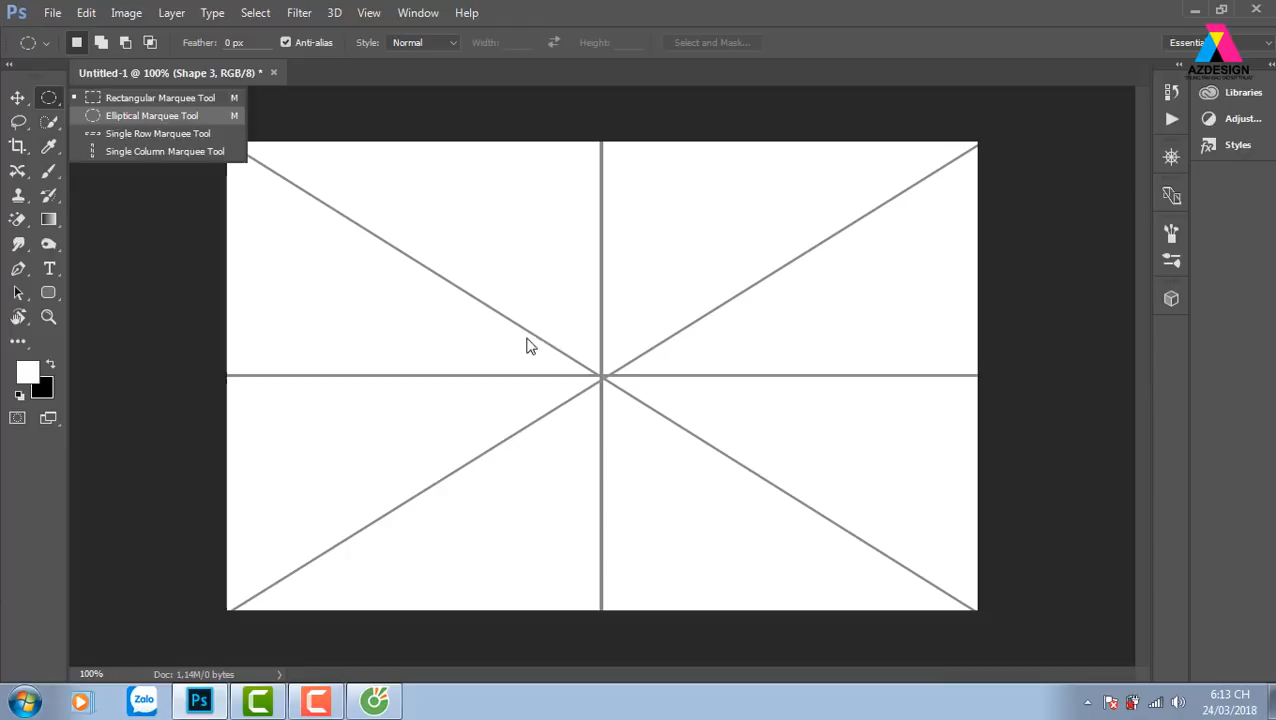 Ps File Edit Image Layer Type Select Filter 3D View Window Help
Feather: 0 px Anti-alias Style: Normal Width: Height: Select and Mask... Essentia
AZDESIGN
Untitled-1 @ 100% (Shape 3, RGB/8) * ×
Rectangular Marquee Tool M
Elliptical Marquee Tool M
Single Row Marquee Tool
Single Column Marquee Tool
Libraries
Adjust...
Styles
T
100% Doc: 1,14M/0 bytes
Zalo Ps
6:13 CH
24/03/2018